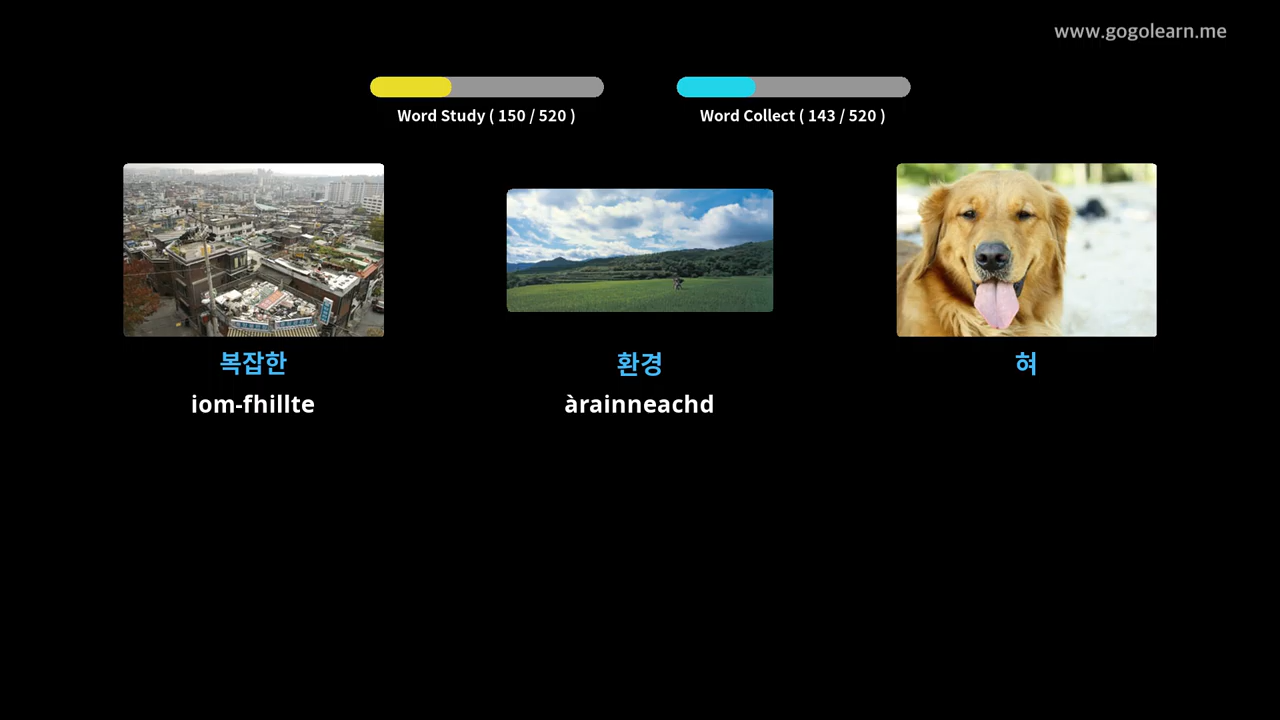 www.gogolearn.me
Word Study ( 150 / 520 )
Word Collect ( 143 / 520 )
복잡한
환경
혀
iom-fhillte
àrainneachd